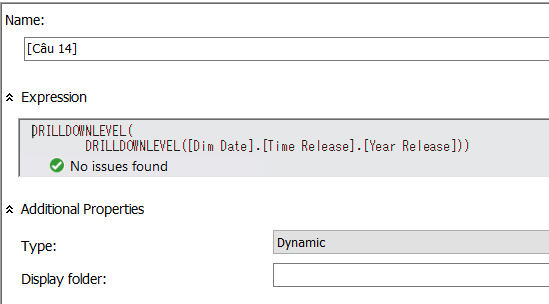 Name:
[Câu 14]
Expression
DRILLDOWNLEVEL(
DRILLDOWNLEVEL([Dim Date].[Time Release].[Year Release]))
No issues found
Additional Properties
Type:
Dynamic
Display folder: